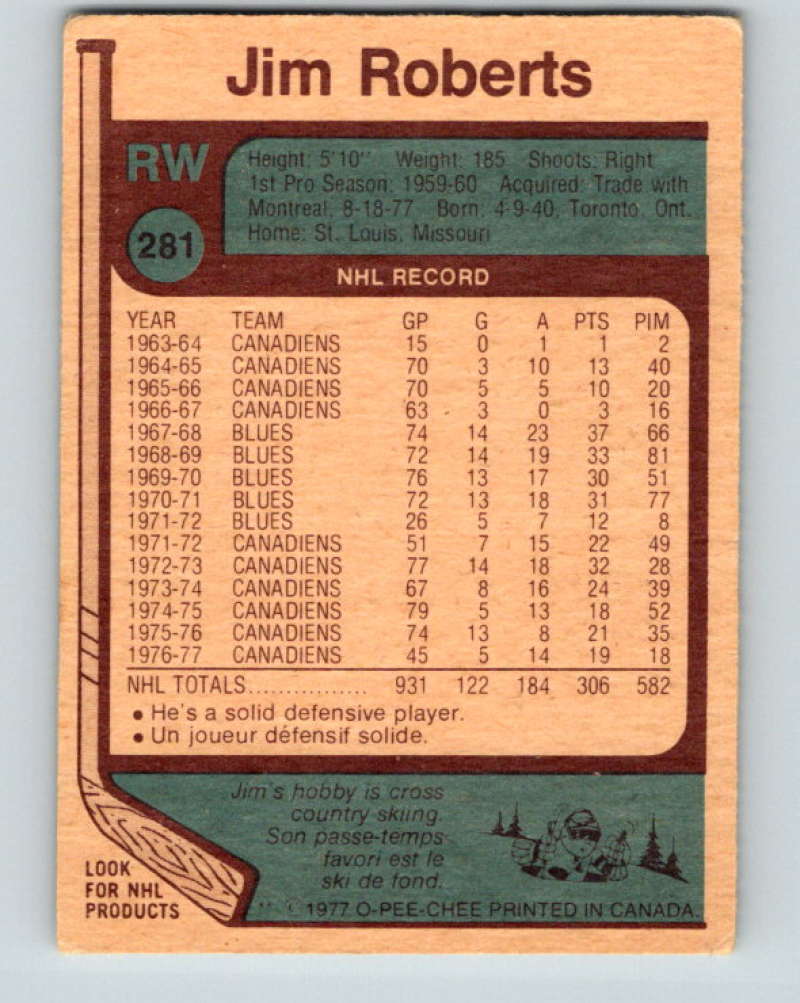 Jim Roberts
RW
Height: 5'10" Weight: 185 Shoots: Right
1st Pro Season: 1959-60 Acquired: Trade with
Montreal, 8-18-77 Born: 4-9-40, Toronto, Ont.
Home: St. Louis, Missouri
281
NHL RECORD
YEAR TEAM GP G A PTS PIM
1963-64 CANADIENS 15 0 1 1 2
1964-65 CANADIENS 70 3 10 13 40
1965-66 CANADIENS 70 5 5 10 20
1966-67 CANADIENS 63 3 0 3 16
1967-68 BLUES 74 14 23 37 66
1968-69 BLUES 72 14 19 33 81
1969-70 BLUES 76 13 17 30 51
1970-71 BLUES 72 13 18 31 77
1971-72 BLUES 26 5 7 12 8
1971-72 CANADIENS 51 7 15 22 49
1972-73 CANADIENS 77 14 18 32 28
1973-74 CANADIENS 67 8 16 24 39
1974-75 CANADIENS 79 5 13 18 52
1975-76 CANADIENS 74 13 8 21 35
1976-77 CANADIENS 45 5 14 19 18
NHL TOTALS................ 931 122 184 306 582
• He's a solid defensive player.
• Un joueur défensif solide.
Jim's hobby is cross
country skiing.
Son passe-temps
favori est le
ski de fond.
LOOK
FOR NHL
PRODUCTS
© 1977 O-PEE-CHEE PRINTED IN CANADA.